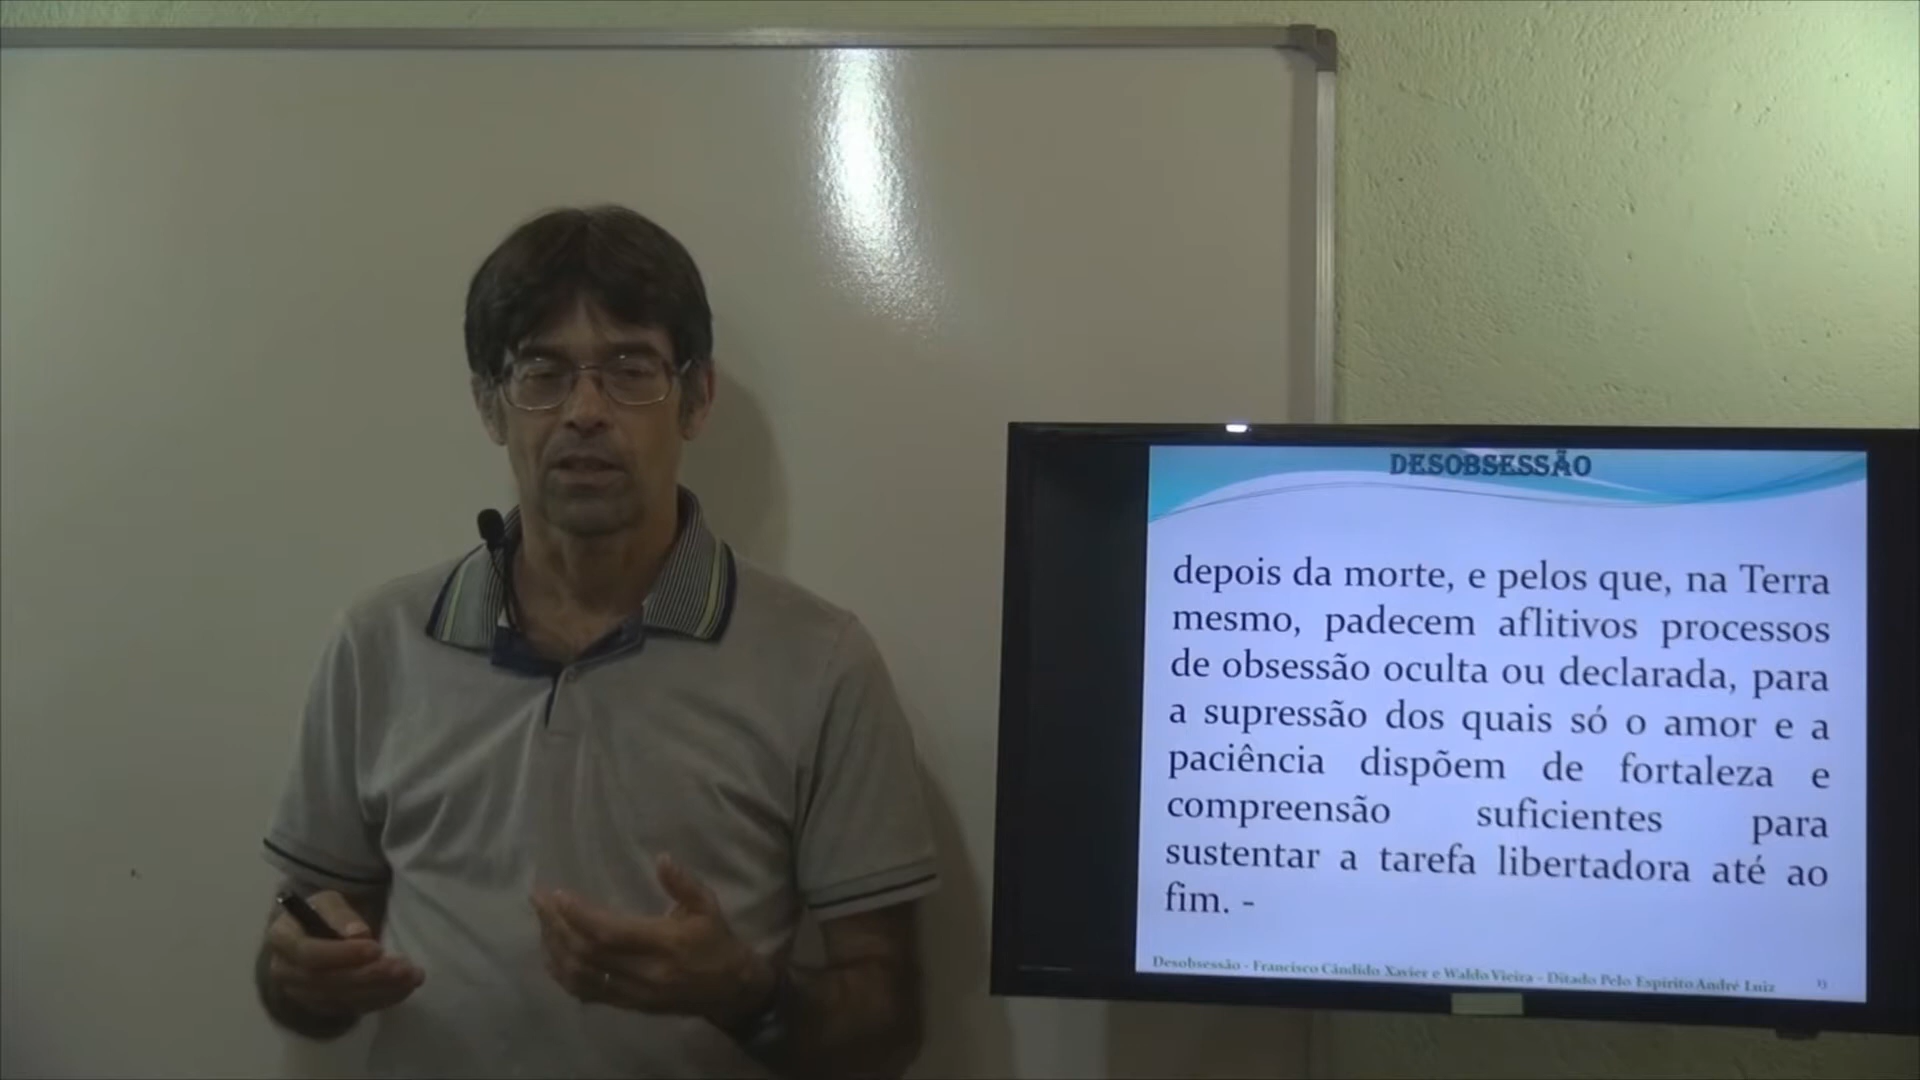 DESOBSESSÃO
depois da morte, e pelos que, na Terra
mesmo, padecem aflitivos processos
de obsessão oculta ou declarada, para
a supressão dos quais só o amor e a
paciência dispõem de fortaleza e
compreensão suficientes para
sustentar a tarefa libertadora até ao
fim. -
Desobsessão - Francisco Cândido Xavier e Waldo Vieira - Ditado Pelo Espírito André Luiz